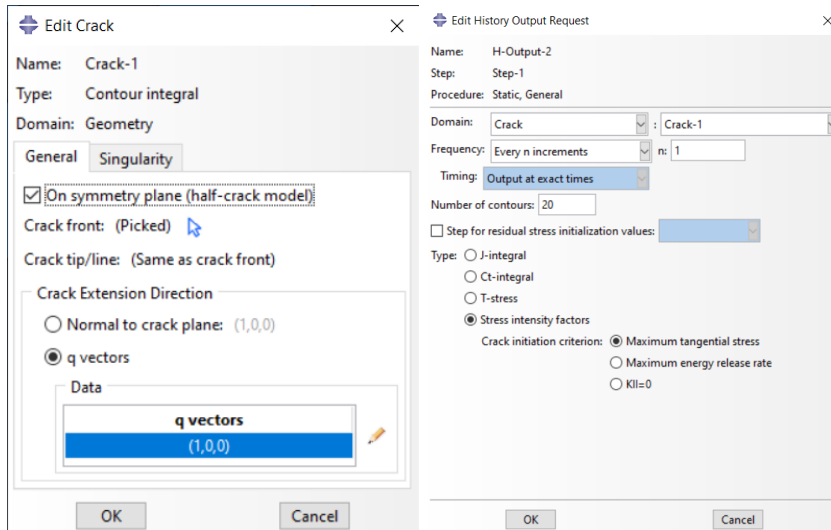 Edit Crack
Name: Crack-1
Type: Contour integral
Domain: Geometry
General Singularity
On symmetry plane (half-crack model)
Crack front: (Picked)
Crack tip/line: (Same as crack front)
Crack Extension Direction
Normal to crack plane: (1,0,0)
q vectors
Data
q vectors
(1,0,0)
OK Cancel
Edit History Output Request
Name: H-Output-2
Step: Step-1
Procedure: Static, General
Domain: Crack : Crack-1
Frequency: Every n increments n: 1
Timing: Output at exact times
Number of contours: 20
Step for residual stress initialization values:
Type: J-integral
Ct-integral
T-stress
Stress intensity factors
Crack initiation criterion: Maximum tangential stress
Maximum energy release rate
KII=0
OK Cancel